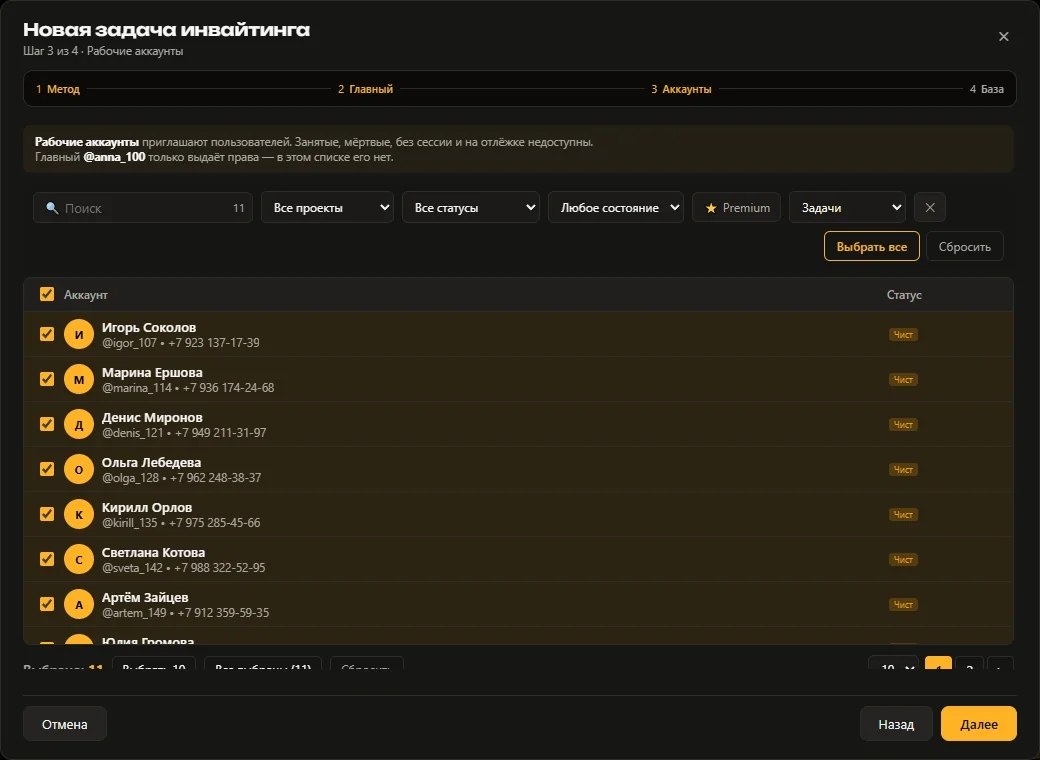 Новая задача инвайтинга
Шаг 3 из 4 · Рабочие аккаунты
1 Метод
2 Главный
3 Аккаунты
4 База
Рабочие аккаунты приглашают пользователей. Занятые, мёртвые, без сессии и на отлёжке недоступны.
Главный @anna_100 только выдаёт права — в этом списке его нет.
Поиск 11
Все проекты
Все статусы
Любое состояние
★ Premium
Задачи
Выбрать все
Сбросить
Аккаунт
Статус
И
Игорь Соколов
@igor_107 • +7 923 137-17-39
Чист
М
Марина Ершова
@marina_114 • +7 936 174-24-68
Чист
Д
Денис Миронов
@denis_121 • +7 949 211-31-97
Чист
О
Ольга Лебедева
@olga_128 • +7 962 248-38-37
Чист
К
Кирилл Орлов
@kirill_135 • +7 975 285-45-66
Чист
С
Светлана Котова
@sveta_142 • +7 988 322-52-95
Чист
А
Артём Зайцев
@artem_149 • +7 912 359-59-35
Чист
Юлия Громова
Выбрано: 11
Выбрать 10
Все выбраны (11)
Сбросить
10
1
2
Отмена
Назад
Далее